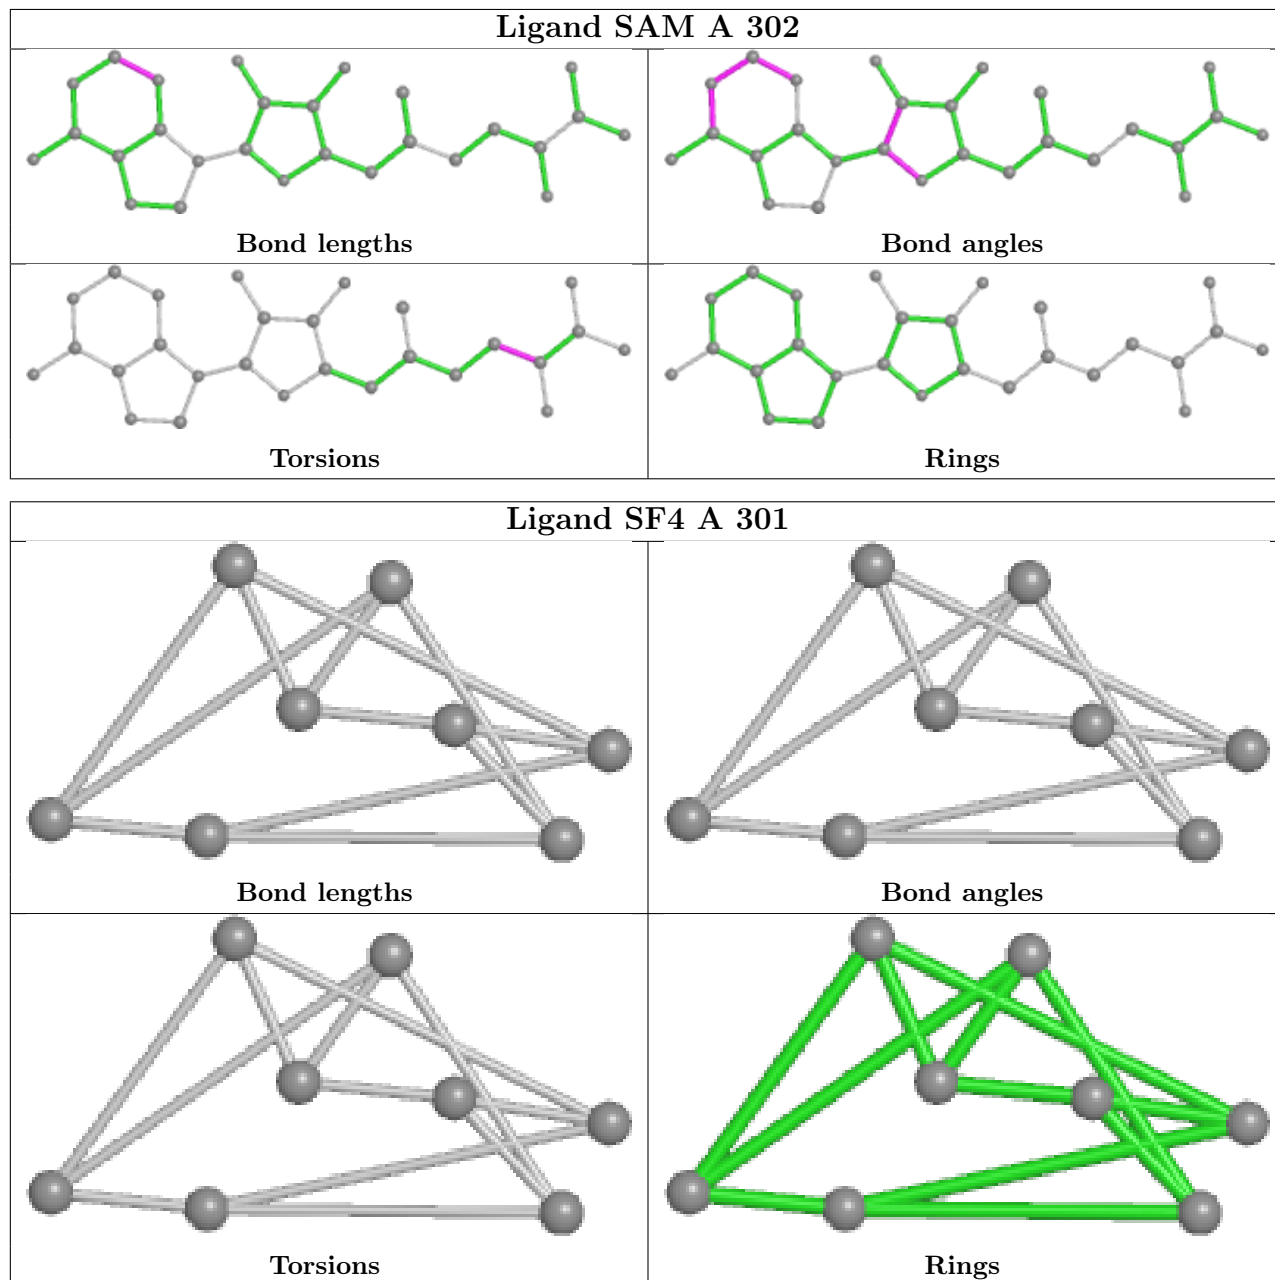 Ligand SAM A 302
Bond lengths
Bond angles
Torsions
Rings
Ligand SF4 A 301
Bond lengths
Bond angles
Torsions
Rings